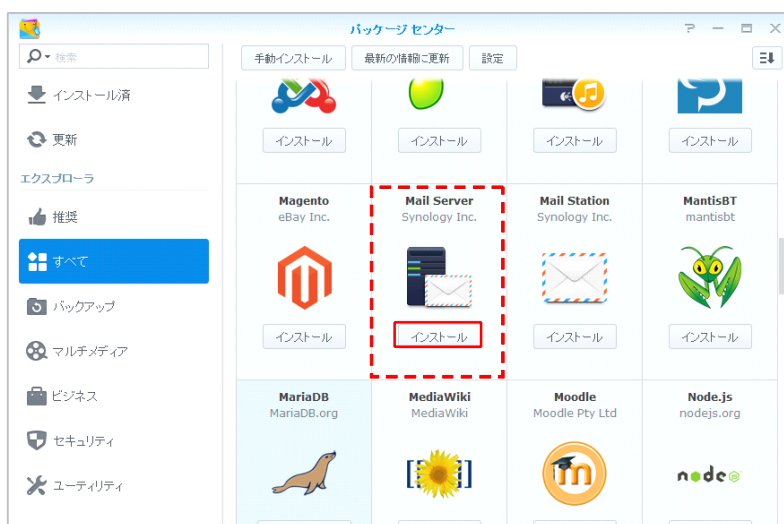 パッケージ センター
検索
手動インストール
最新の情報に更新
設定
インストール済
更新
エクスプローラ
推奨
すべて
バックアップ
マルチメディア
ビジネス
セキュリティ
ユーティリティ
インストール
インストール
インストール
インストール
Magento
eBay Inc.
インストール
Mail Server
Synology Inc.
インストール
Mail Station
Synology Inc.
インストール
MantisBT
mantisbt
インストール
MariaDB
MariaDB.org
MediaWiki
MediaWiki
[[ ]]
Moodle
Moodle Pty Ltd
m
Node.js
nodejs.org
node